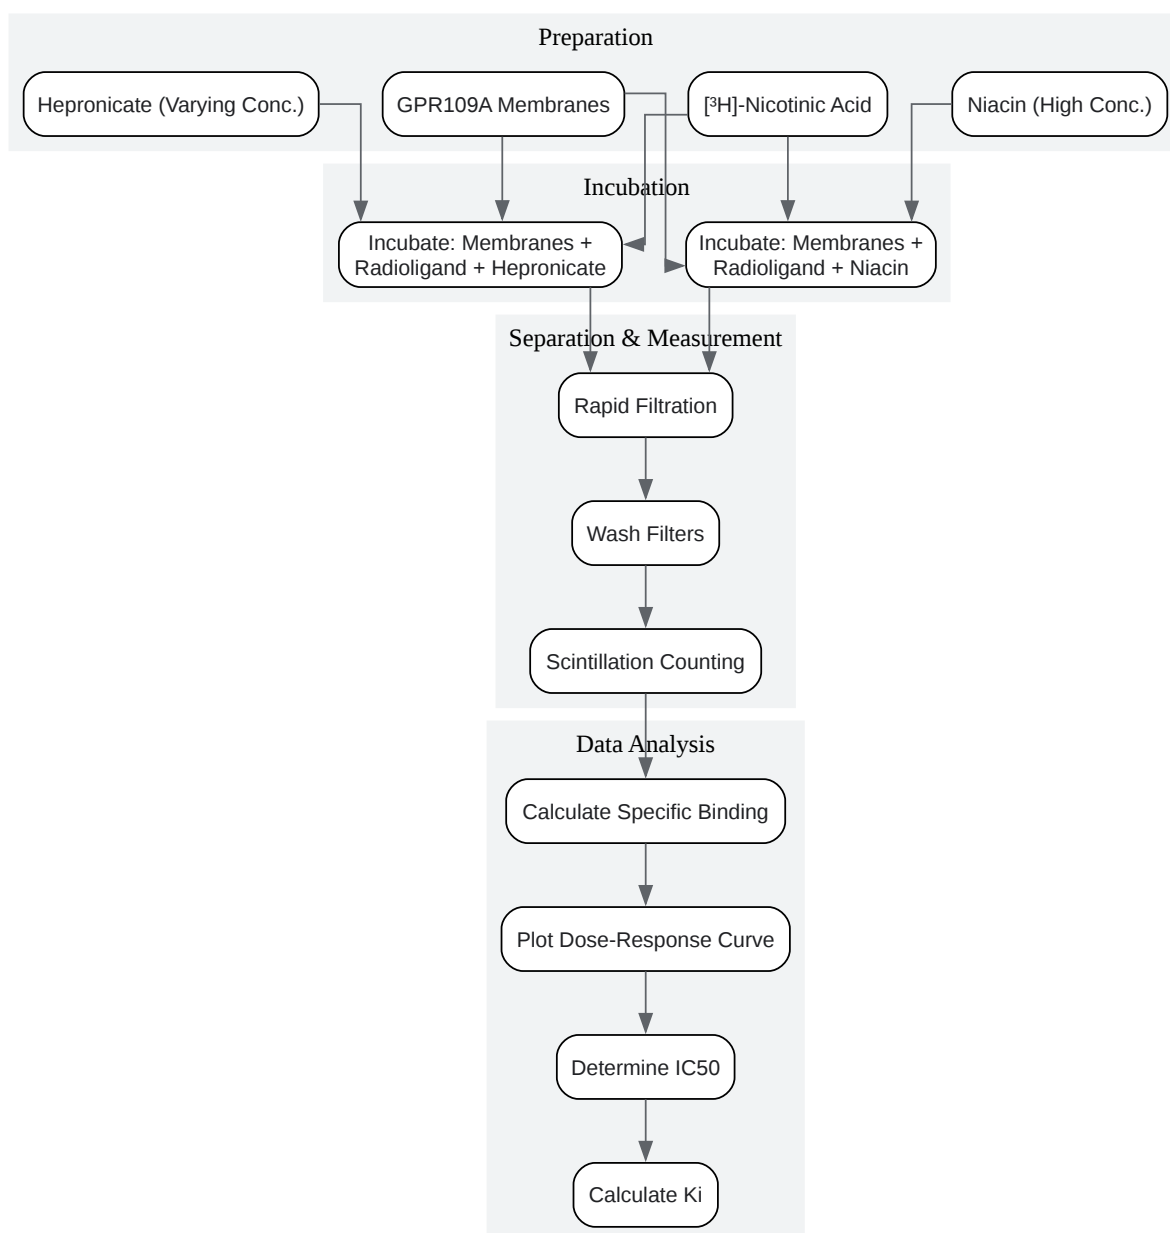 Preparation
Hepronicate (Varying Conc.)
GPR109A Membranes
[³H]-Nicotinic Acid
Niacin (High Conc.)
Incubation
Incubate: Membranes +
Radioligand + Hepronicate
Incubate: Membranes +
Radioligand + Niacin
Separation & Measurement
Rapid Filtration
Wash Filters
Scintillation Counting
Data Analysis
Calculate Specific Binding
Plot Dose-Response Curve
Determine IC50
Calculate Ki